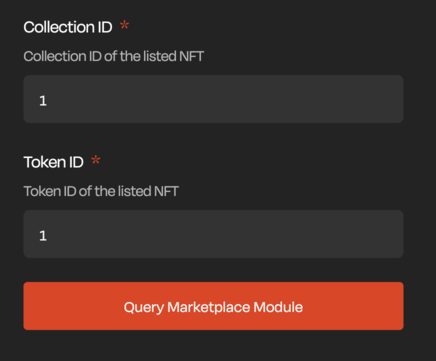 Collection ID *
Collection ID of the listed NFT
1
Token ID *
Token ID of the listed NFT
1
Query Marketplace Module